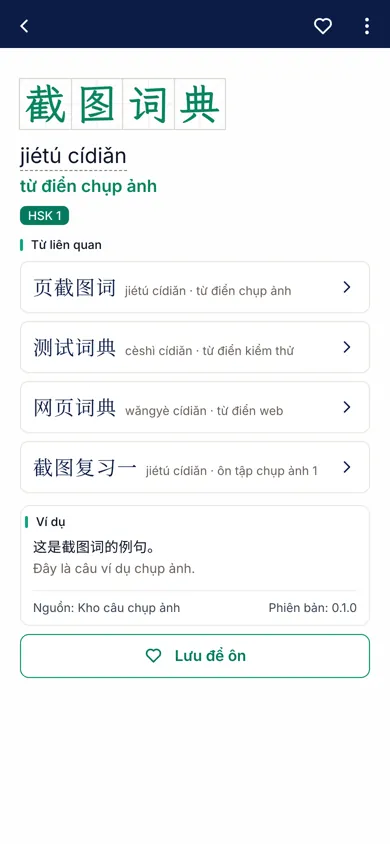 截图词典
jiétú cídiǎn
từ điển chụp ảnh
HSK 1
Từ liên quan
页截图词 jiétú cídiǎn · từ điển chụp ảnh
测试词典 cèshì cídiǎn · từ điển kiểm thử
网页词典 wǎngyè cídiǎn · từ điển web
截图复习一 jiétú cídiǎn · ôn tập chụp ảnh 1
Ví dụ
这是截图词的例句。
Đây là câu ví dụ chụp ảnh.
Nguồn: Kho câu chụp ảnh Phiên bản: 0.1.0
Lưu để ôn